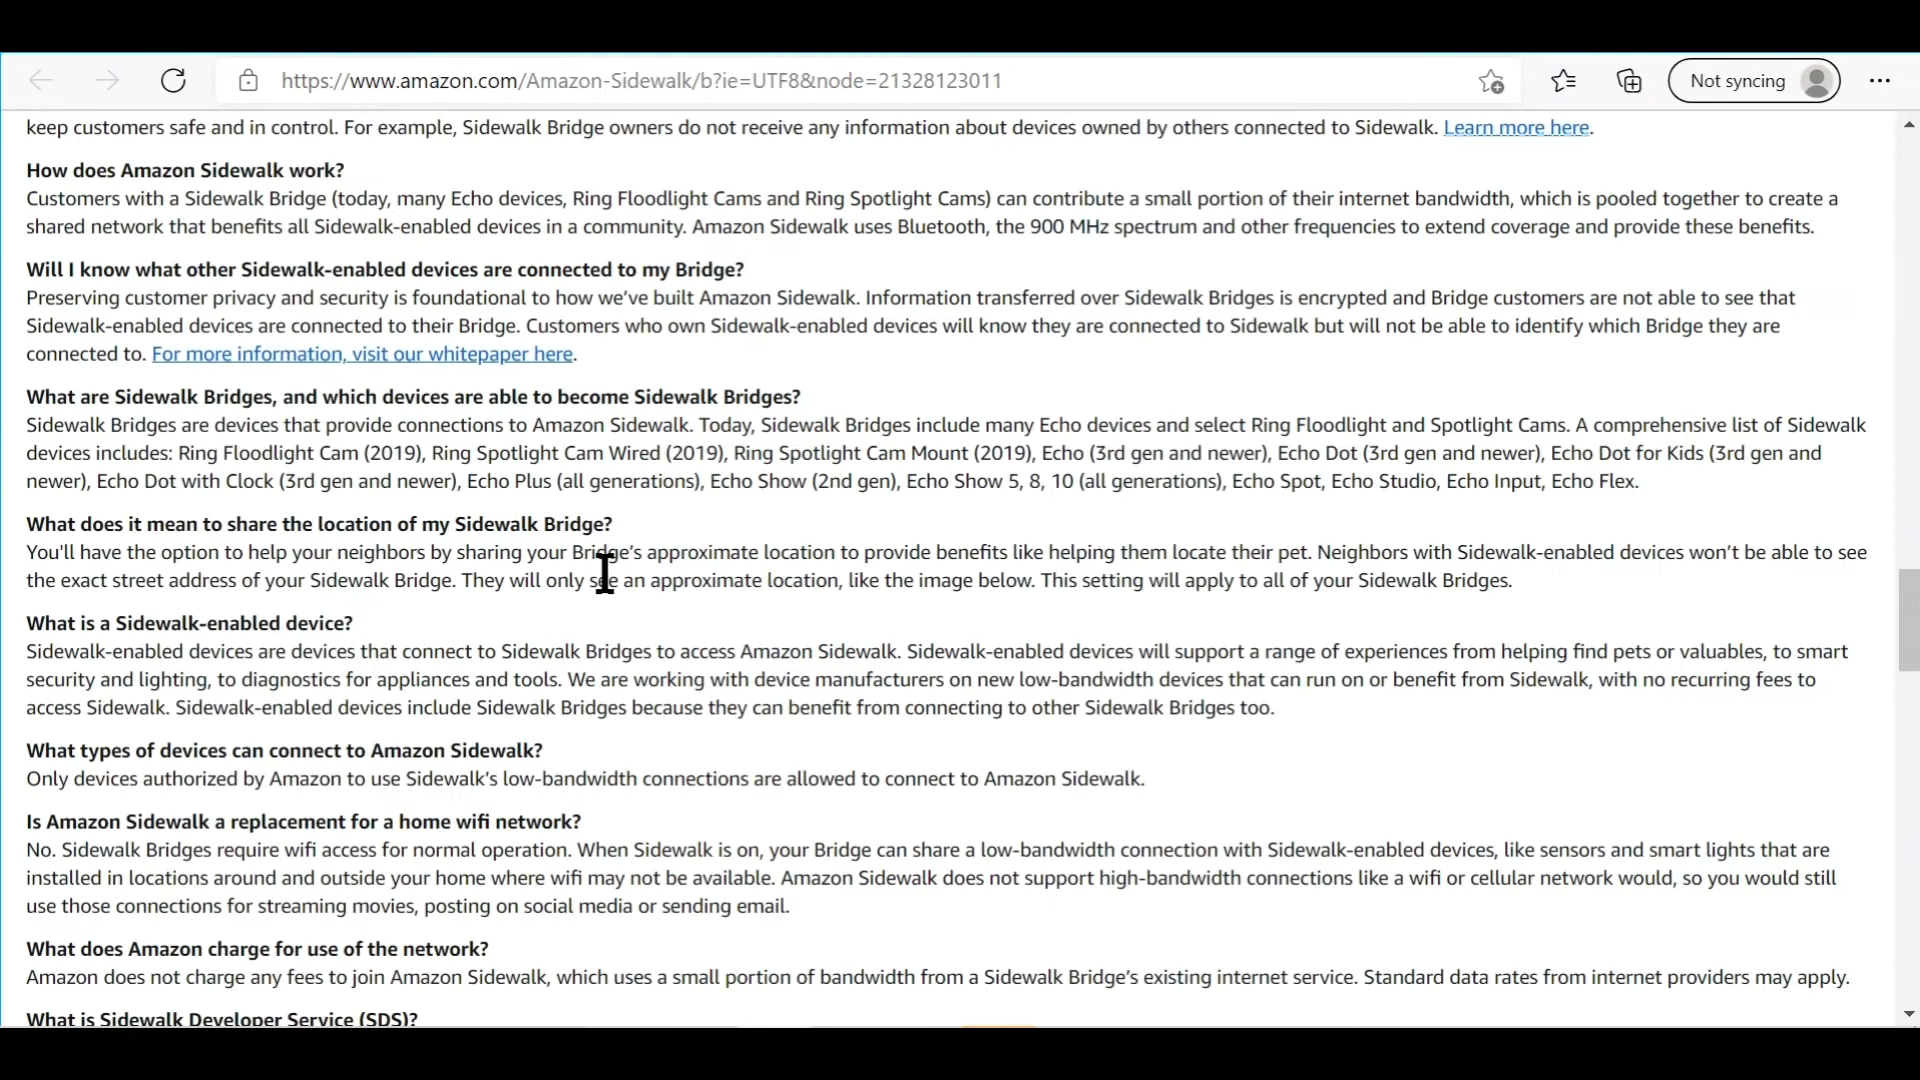 https://www.amazon.com/Amazon-Sidewalk/b?ie=UTF8&node=21328123011
Not syncing
keep customers safe and in control. For example, Sidewalk Bridge owners do not receive any information about devices owned by others connected to Sidewalk. Learn more here.
How does Amazon Sidewalk work?
Customers with a Sidewalk Bridge (today, many Echo devices, Ring Floodlight Cams and Ring Spotlight Cams) can contribute a small portion of their internet bandwidth, which is pooled together to create a
shared network that benefits all Sidewalk-enabled devices in a community. Amazon Sidewalk uses Bluetooth, the 900 MHz spectrum and other frequencies to extend coverage and provide these benefits.
Will I know what other Sidewalk-enabled devices are connected to my Bridge?
Preserving customer privacy and security is foundational to how we've built Amazon Sidewalk. Information transferred over Sidewalk Bridges is encrypted and Bridge customers are not able to see that
Sidewalk-enabled devices are connected to their Bridge. Customers who own Sidewalk-enabled devices will know they are connected to Sidewalk but will not be able to identify which Bridge they are
connected to. For more information, visit our whitepaper here.
What are Sidewalk Bridges, and which devices are able to become Sidewalk Bridges?
Sidewalk Bridges are devices that provide connections to Amazon Sidewalk. Today, Sidewalk Bridges include many Echo devices and select Ring Floodlight and Spotlight Cams. A comprehensive list of Sidewalk
devices includes: Ring Floodlight Cam (2019), Ring Spotlight Cam Wired (2019), Ring Spotlight Cam Mount (2019), Echo (3rd gen and newer), Echo Dot (3rd gen and newer), Echo Dot for Kids (3rd gen and
newer), Echo Dot with Clock (3rd gen and newer), Echo Plus (all generations), Echo Show (2nd gen), Echo Show 5, 8, 10 (all generations), Echo Spot, Echo Studio, Echo Input, Echo Flex.
What does it mean to share the location of my Sidewalk Bridge?
You'll have the option to help your neighbors by sharing your Bridge's approximate location to provide benefits like helping them locate their pet. Neighbors with Sidewalk-enabled devices won't be able to see
the exact street address of your Sidewalk Bridge. They will only see an approximate location, like the image below. This setting will apply to all of your Sidewalk Bridges.
What is a Sidewalk-enabled device?
Sidewalk-enabled devices are devices that connect to Sidewalk Bridges to access Amazon Sidewalk. Sidewalk-enabled devices will support a range of experiences from helping find pets or valuables, to smart
security and lighting, to diagnostics for appliances and tools. We are working with device manufacturers on new low-bandwidth devices that can run on or benefit from Sidewalk, with no recurring fees to
access Sidewalk. Sidewalk-enabled devices include Sidewalk Bridges because they can benefit from connecting to other Sidewalk Bridges too.
What types of devices can connect to Amazon Sidewalk?
Only devices authorized by Amazon to use Sidewalk's low-bandwidth connections are allowed to connect to Amazon Sidewalk.
Is Amazon Sidewalk a replacement for a home wifi network?
No. Sidewalk Bridges require wifi access for normal operation. When Sidewalk is on, your Bridge can share a low-bandwidth connection with Sidewalk-enabled devices, like sensors and smart lights that are
installed in locations around and outside your home where wifi may not be available. Amazon Sidewalk does not support high-bandwidth connections like a wifi or cellular network would, so you would still
use those connections for streaming movies, posting on social media or sending email.
What does Amazon charge for use of the network?
Amazon does not charge any fees to join Amazon Sidewalk, which uses a small portion of bandwidth from a Sidewalk Bridge's existing internet service. Standard data rates from internet providers may apply.
What is Sidewalk Developer Service (SDS)?